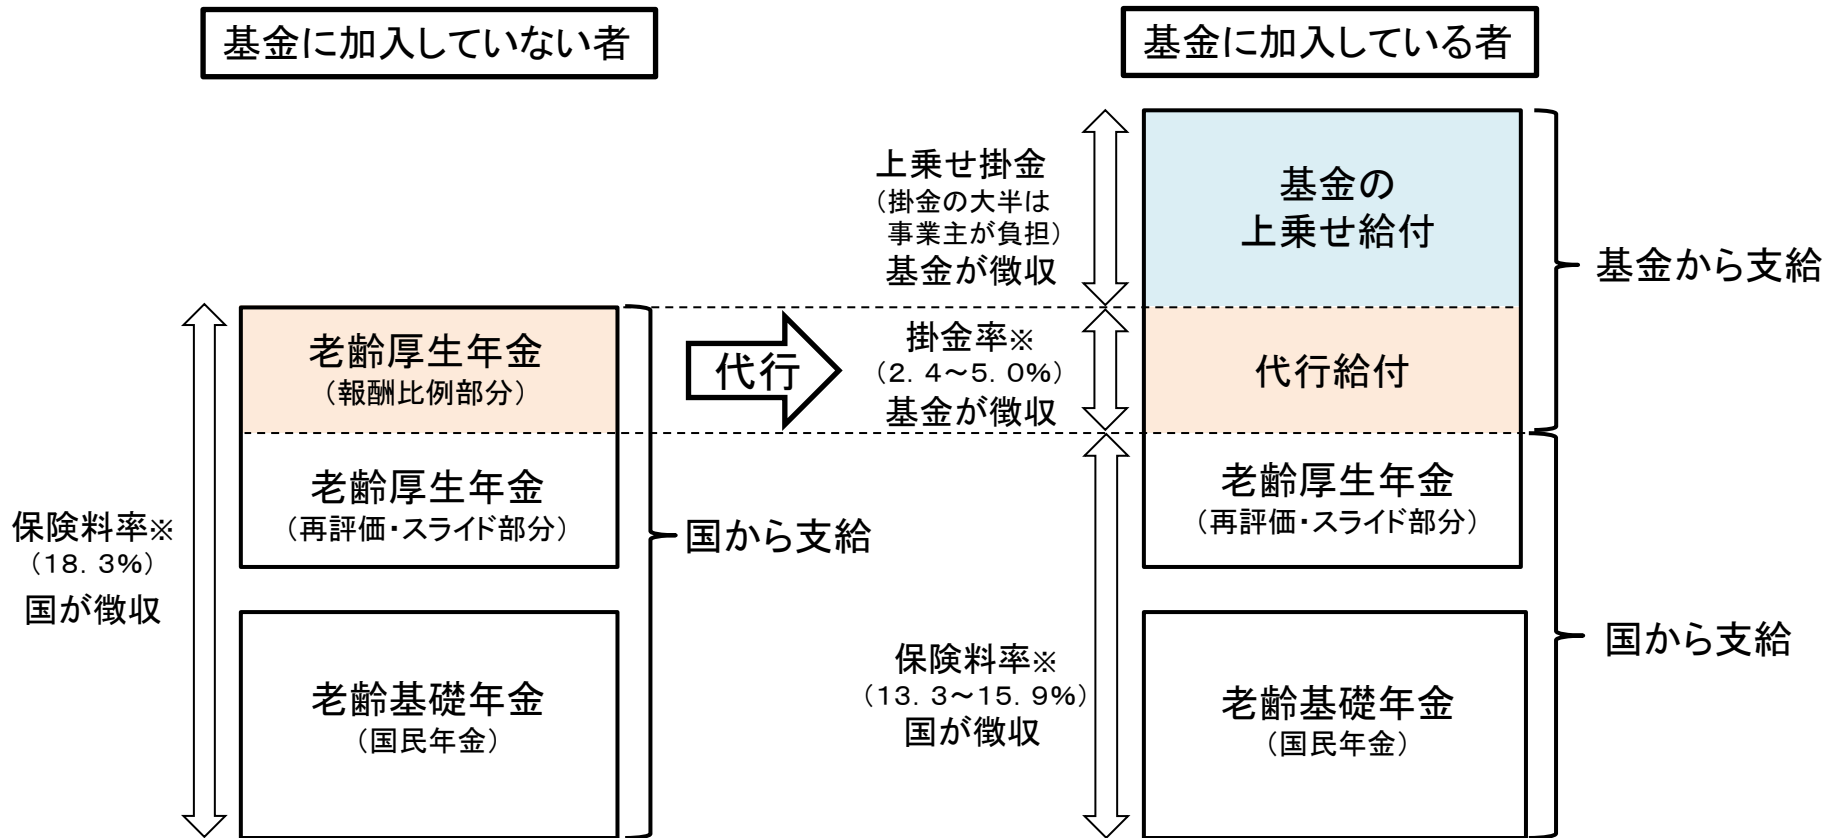 基金に加入していない者
基金に加入している者
上乗せ掛金
（掛金の大半は
事業主が負担）
基金が徴収
基金の
上乗せ給付
基金から支給
老齢厚生年金
（報酬比例部分）
代行
掛金率※
（2．4～5．0%）
基金が徴収
代行給付
保険料率※
（18．3%）
国が徴収
老齢厚生年金
（再評価・スライド部分）
国から支給
老齢基礎年金
（国民年金）
保険料率※
（13．3～15．9%）
国が徴収
老齢厚生年金
（再評価・スライド部分）
国から支給
老齢基礎年金
（国民年金）